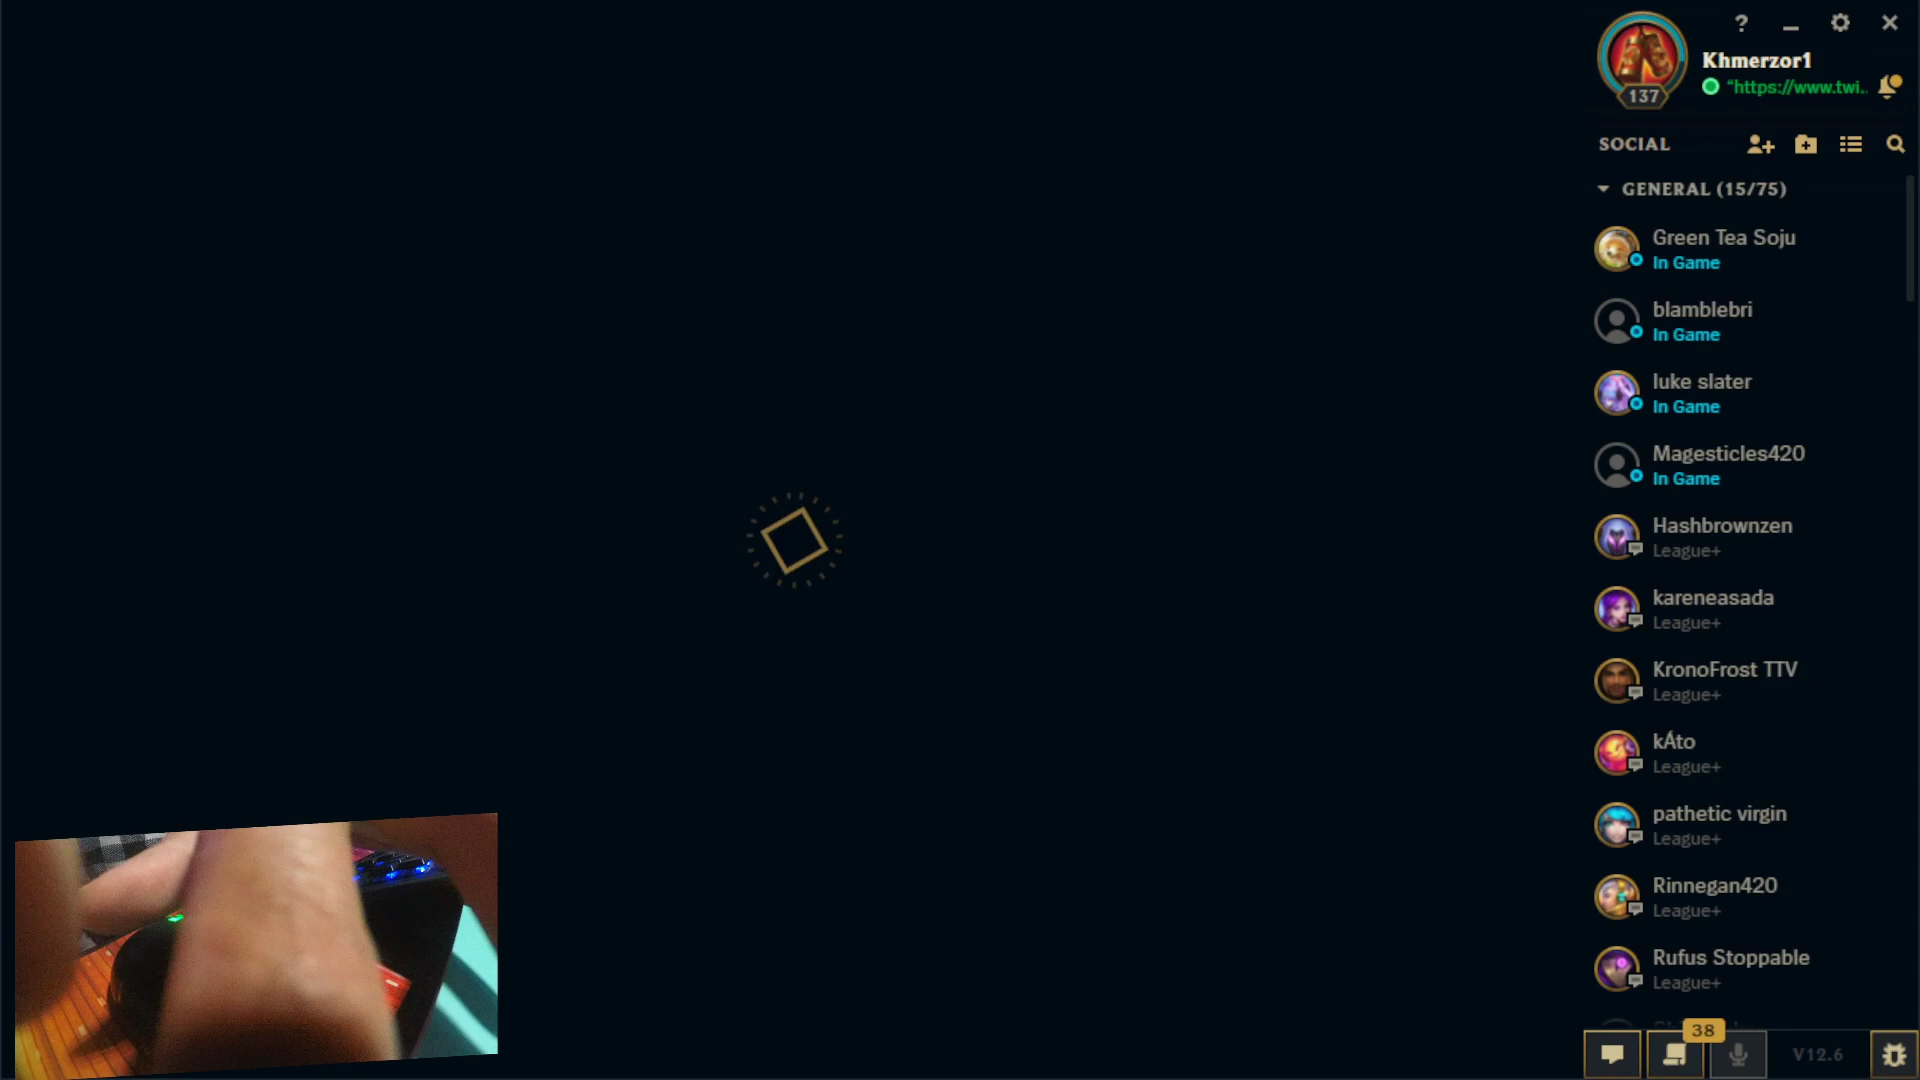 ?
Khmerzor1
137
"https://www.twi..
SOCIAL
GENERAL (15/75)
Green Tea Soju
In Game
blamblebri
In Game
luke slater
In Game
Magesticles420
In Game
Hashbrownzen
League+
kareneasada
League+
KronoFrost TTV
League+
kÁto
League+
pathetic virgin
League+
Rinnegan420
League+
Rufus Stoppable
League+
38
V12.6